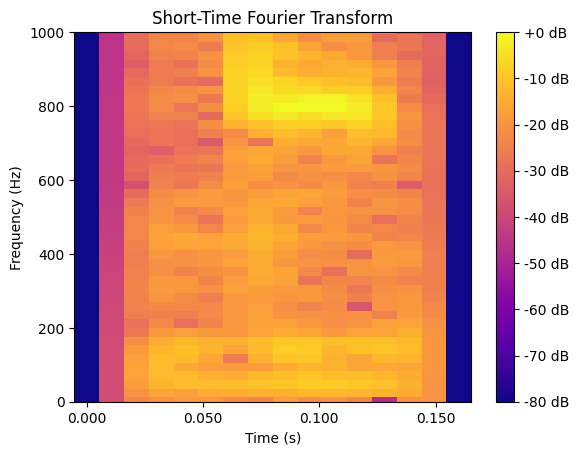 Short-Time Fourier Transform
1000
800
600
400
200
0
Frequency (Hz)
0.000
0.050
0.100
0.150
Time (s)
+0 dB
-10 dB
-20 dB
-30 dB
-40 dB
-50 dB
-60 dB
-70 dB
-80 dB